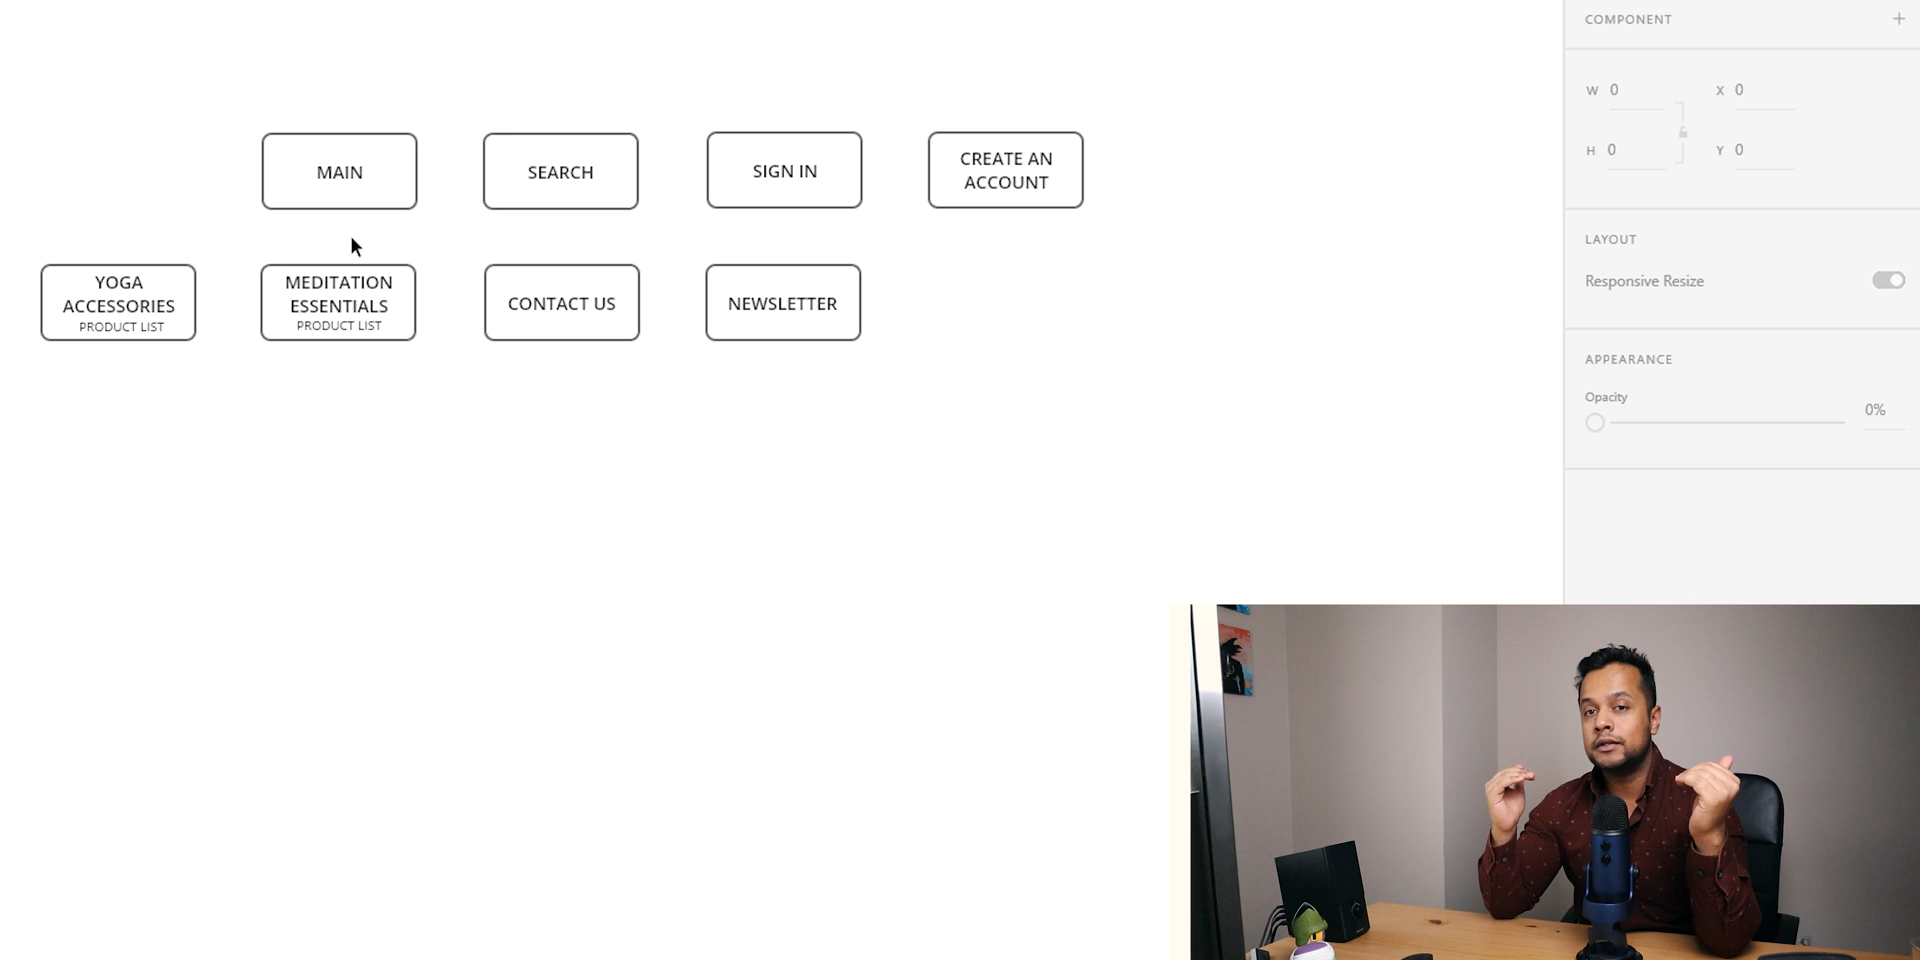 MAIN
SEARCH
SIGN IN
CREATE AN
ACCOUNT
YOGA
ACCESSORIES
PRODUCT LIST
MEDITATION
ESSENTIALS
PRODUCT LIST
CONTACT US
NEWSLETTER
COMPONENT +
W 0 X 0
H 0 Y 0
LAYOUT
Responsive Resize
APPEARANCE
Opacity
0%